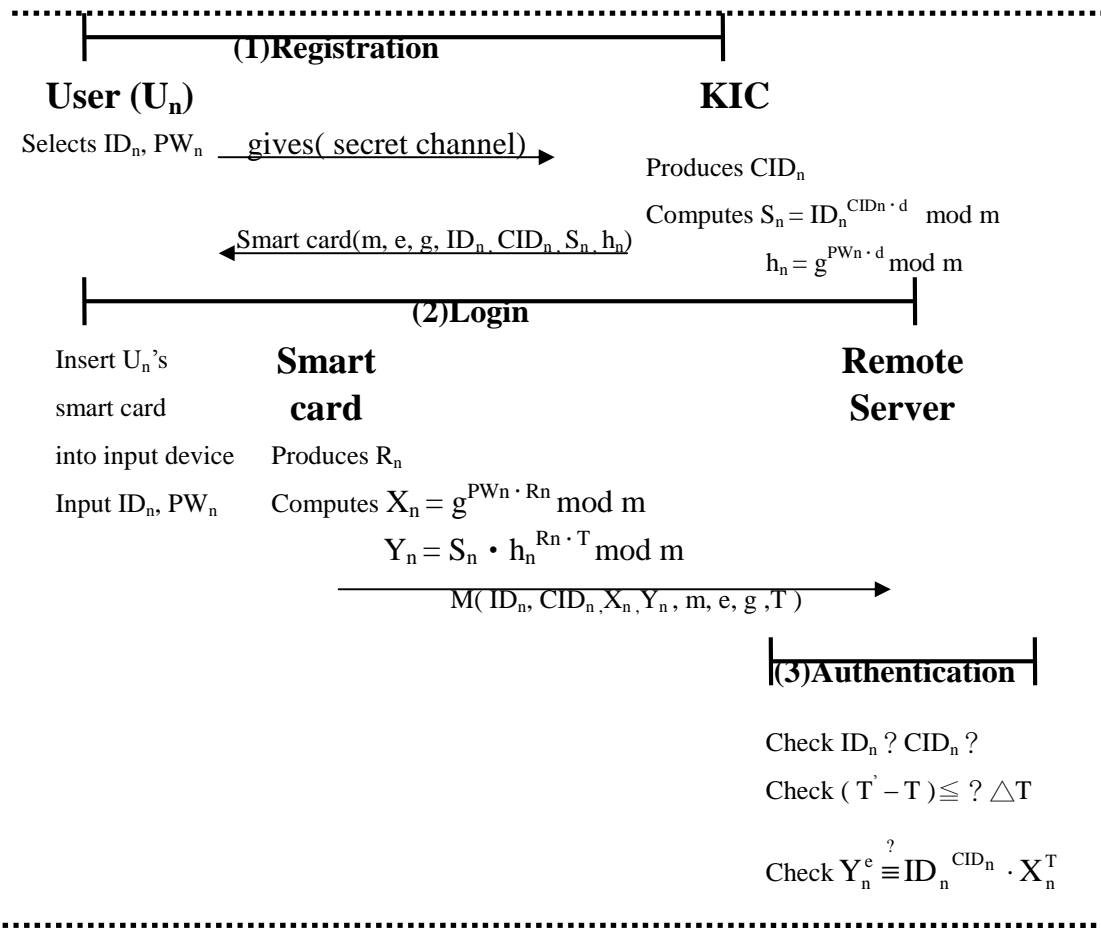 (1)Registration
User (Uₙ) KIC
Selects IDₙ, PWₙ gives( secret channel)
Produces CIDₙ
Computes Sₙ = IDₙ^CIDn · d mod m
Smart card(m, e, g, IDₙ, CIDₙ, Sₙ, hₙ)
hₙ = g^PWn · d mod m
(2)Login
Insert Uₙ’s
smart card
into input device
Input IDₙ, PWₙ
Smart
card
Produces Rₙ
Computes Xₙ = g^PWn · Rn mod m
Yₙ = Sₙ · hₙ^Rn · T mod m
Remote
Server
M( IDₙ, CIDₙ, Xₙ, Yₙ, m, e, g ,T )
(3)Authentication
Check IDₙ ? CIDₙ ?
Check ( T’ – T )≦ ? △T
Check Yₙ^e ≡? IDₙ^CIDₙ · Xₙ^T